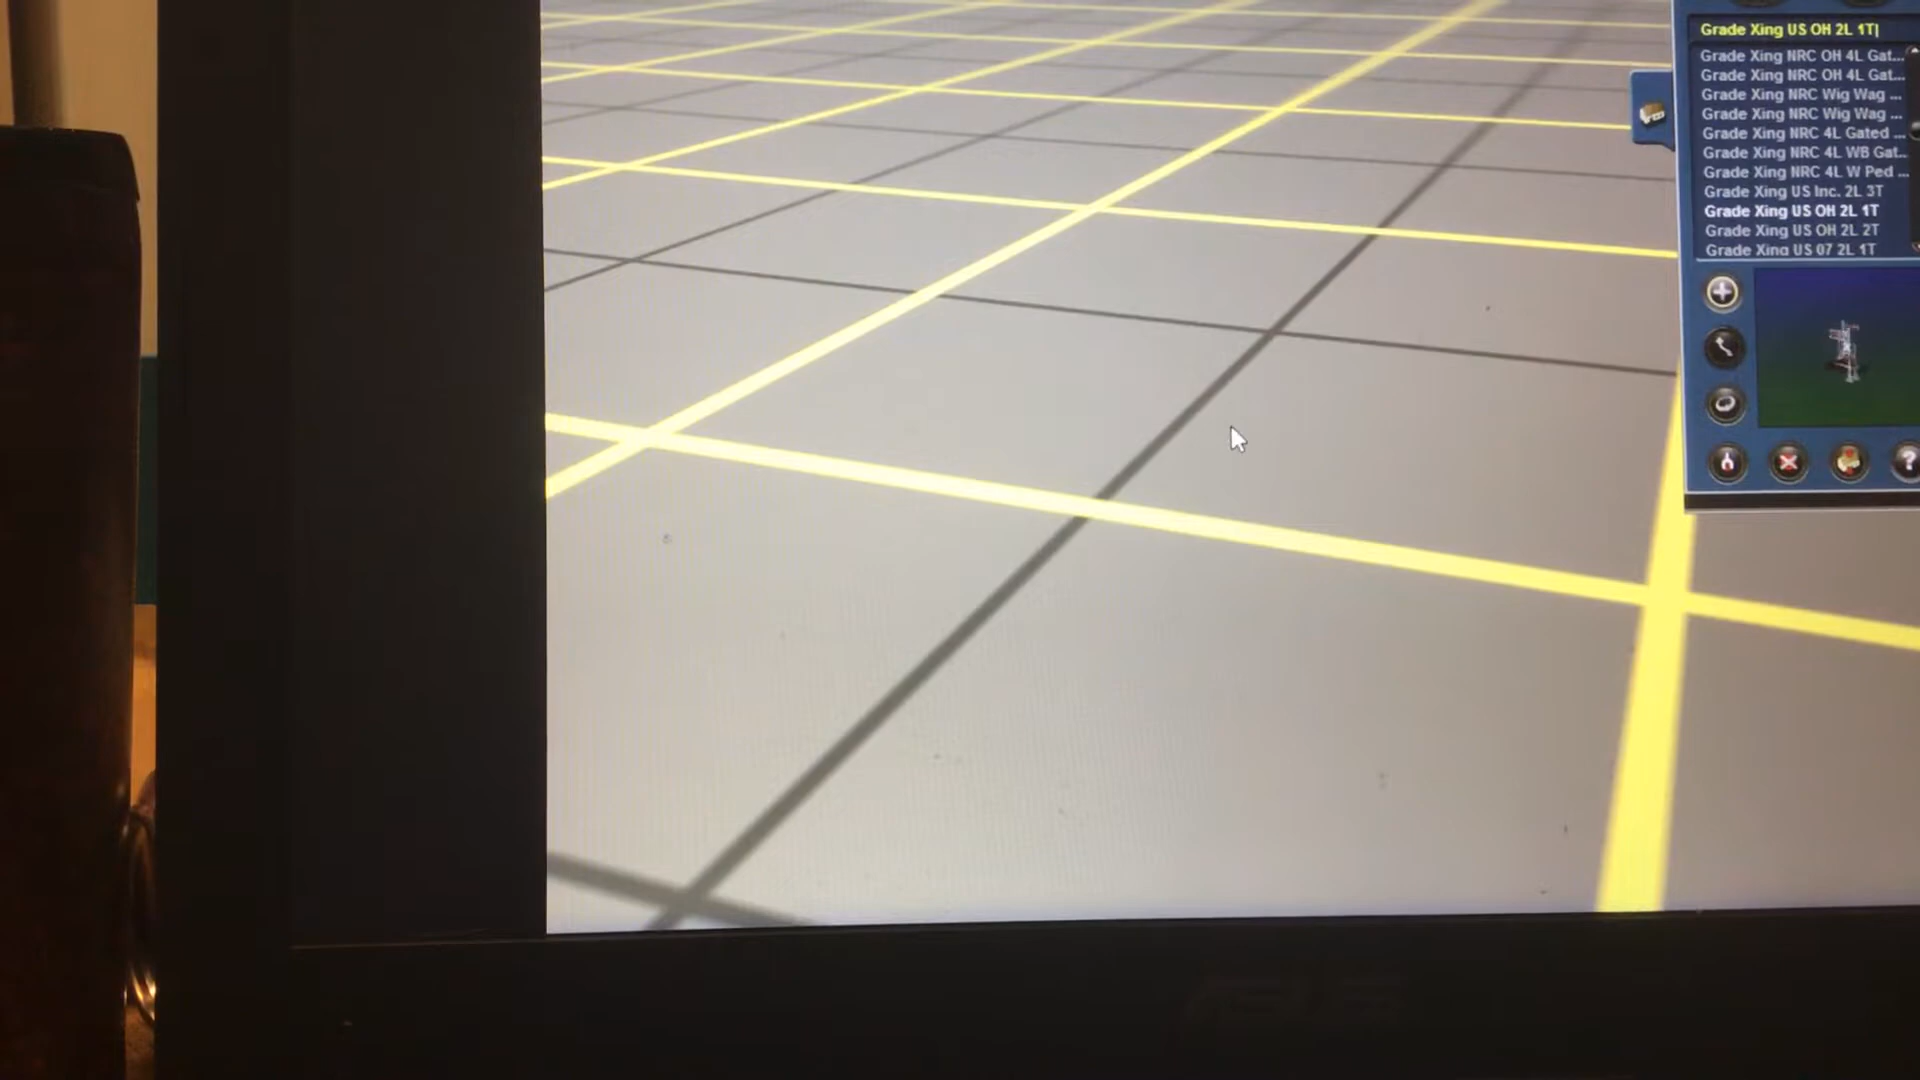 Grade Xing US OH 2L 1T
Grade Xing NRC OH 4L Gat...
Grade Xing NRC OH 4L Gat...
Grade Xing NRC Wig Wag ...
Grade Xing NRC Wig Wag ...
Grade Xing NRC 4L Gated ...
Grade Xing NRC 4L WB Gat...
Grade Xing NRC 4L W Ped ...
Grade Xing US Inc. 2L 3T
Grade Xing US OH 2L 1T
Grade Xing US OH 2L 2T
Grade Xing US 07 2L 1T
?